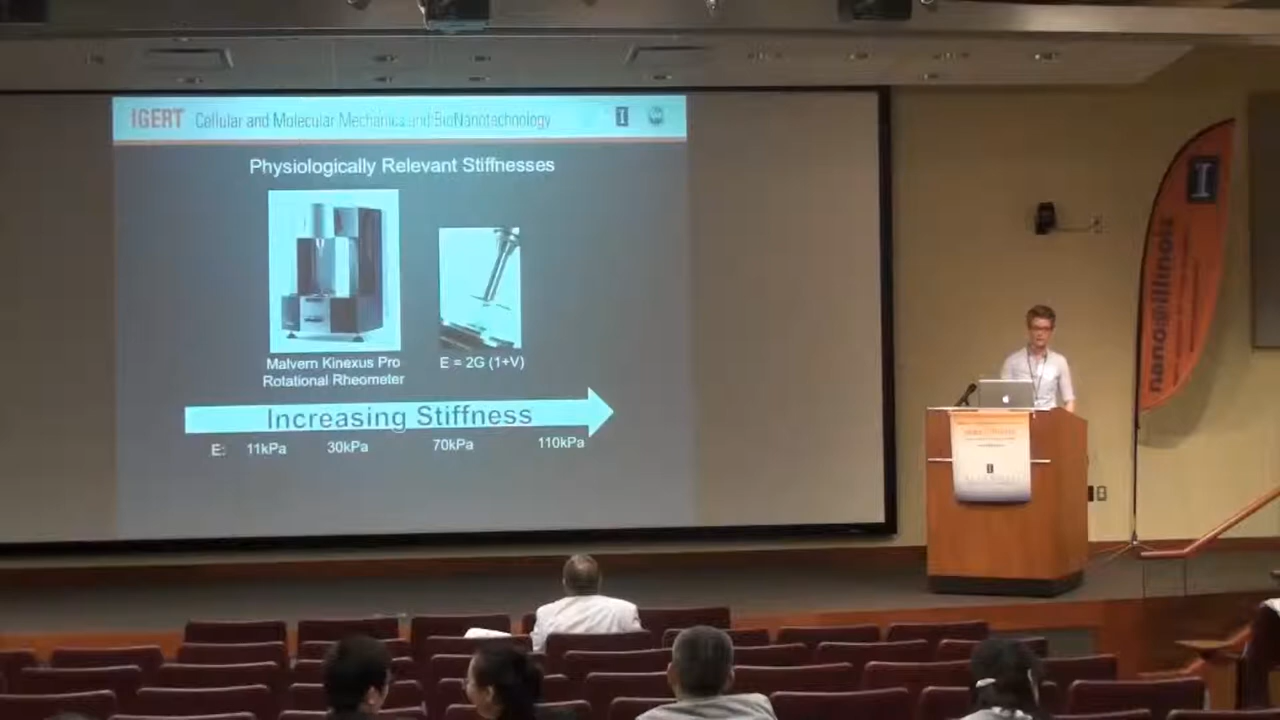 IGERT Cellular and Molecular Mechanics and BioNanotechnology
I
Physiologically Relevant Stiffnesses
Malvern Kinexus Pro
Rotational Rheometer
E = 2G (1+V)
Increasing Stiffness
E: 11kPa 30kPa 70kPa 110kPa
I
nano@illinois
I